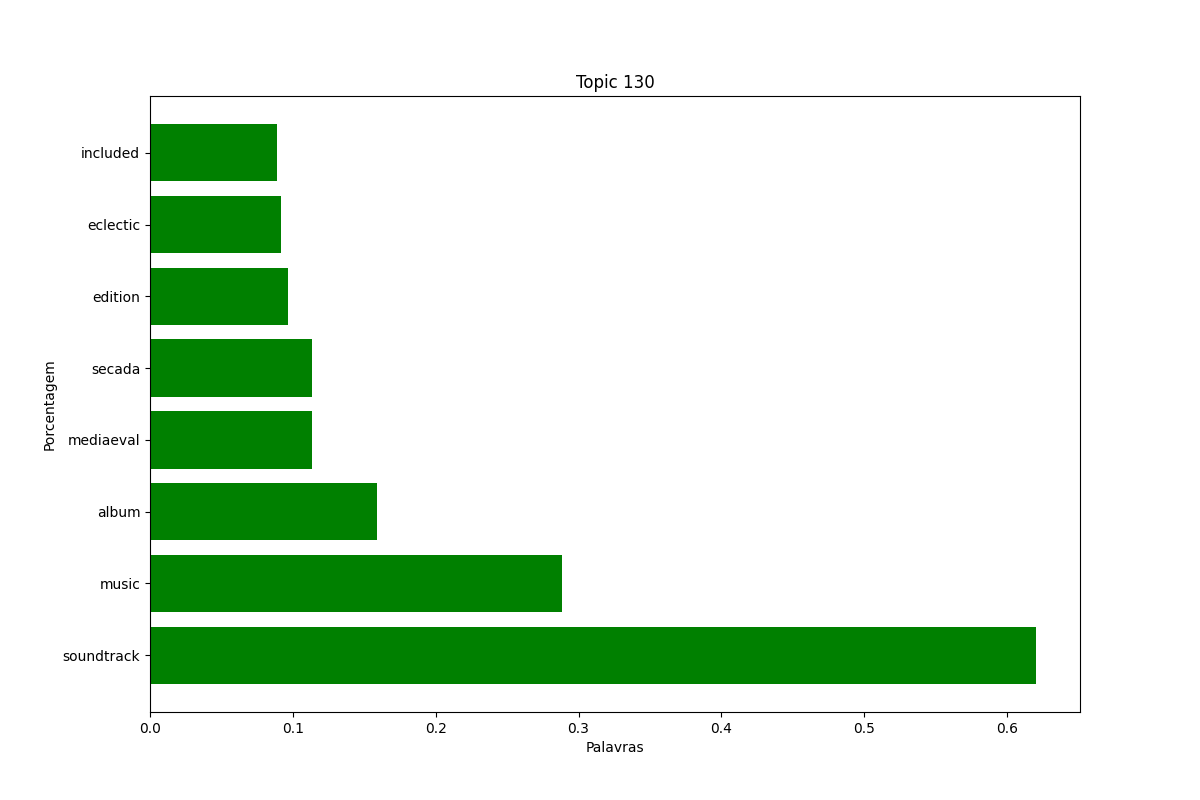 Topic 130
included
eclectic
edition
secada
mediaeval
album
music
soundtrack
Porcentagem
0.0 0.1 0.2 0.3 0.4 0.5 0.6
Palavras